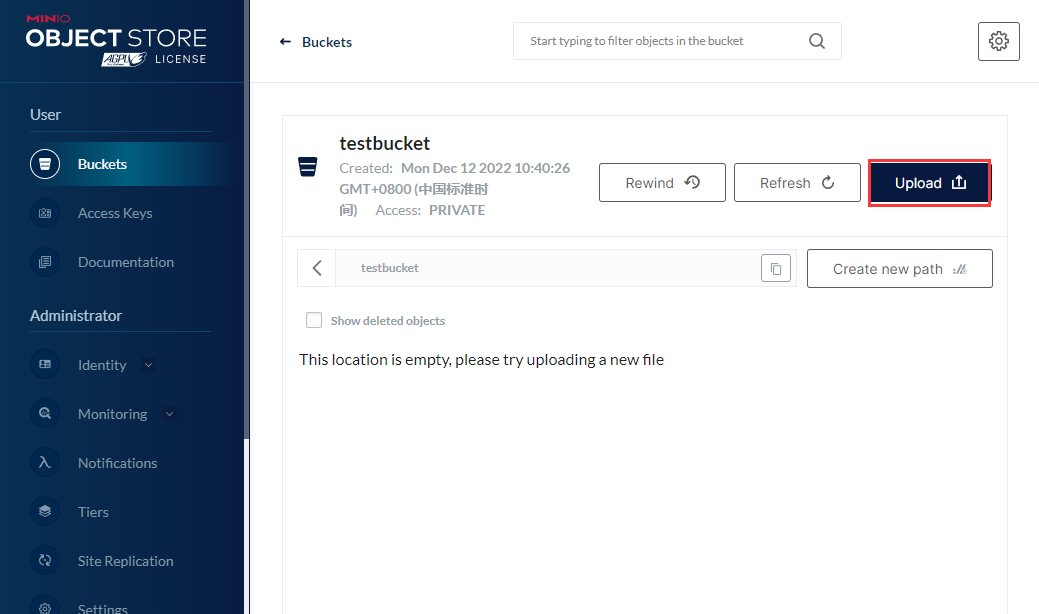 MINIO
OBJECT STORE
AGPLv3 LICENSE
User
Buckets
Access Keys
Documentation
Administrator
Identity
Monitoring
Notifications
Tiers
Site Replication
Settings
Buckets
Start typing to filter objects in the bucket
testbucket
Created: Mon Dec 12 2022 10:40:26
GMT+0800 (中国标准时
间) Access: PRIVATE
Rewind
Refresh
Upload
testbucket
Create new path
Show deleted objects
This location is empty, please try uploading a new file